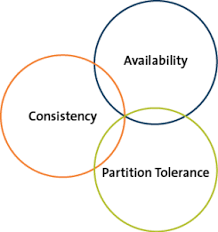 Availability
Consistency
Partition Tolerance